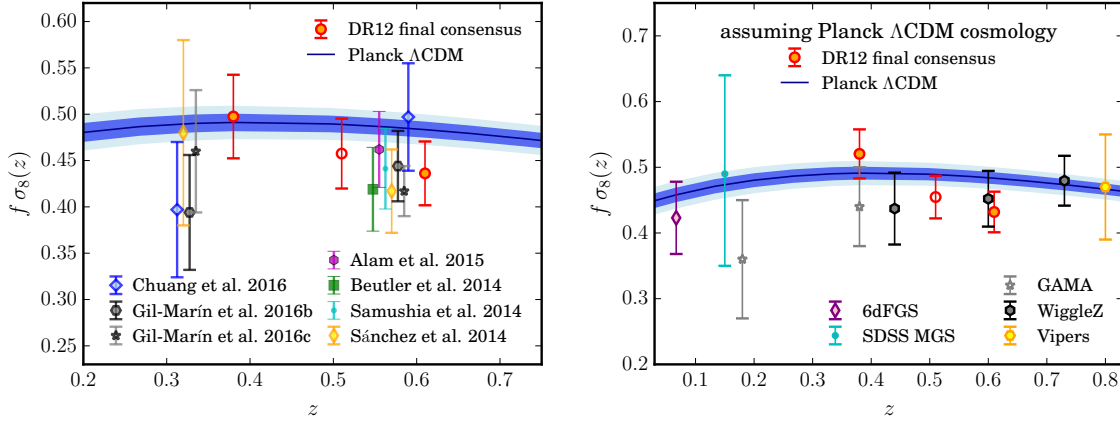 0.60
0.55
0.50
0.45
0.40
0.35
0.30
0.25
f σ8(z)
DR12 final consensus
Planck ΛCDM
Chuang et al. 2016
Gil-Marín et al. 2016b
Gil-Marín et al. 2016c
Alam et al. 2015
Beutler et al. 2014
Samushia et al. 2014
Sánchez et al. 2014
0.2 0.3 0.4 0.5 0.6 0.7
z
0.7
0.6
0.5
0.4
0.3
0.2
f σ8(z)
assuming Planck ΛCDM cosmology
DR12 final consensus
Planck ΛCDM
6dFGS
SDSS MGS
GAMA
WiggleZ
Vipers
0.1 0.2 0.3 0.4 0.5 0.6 0.7 0.8
z